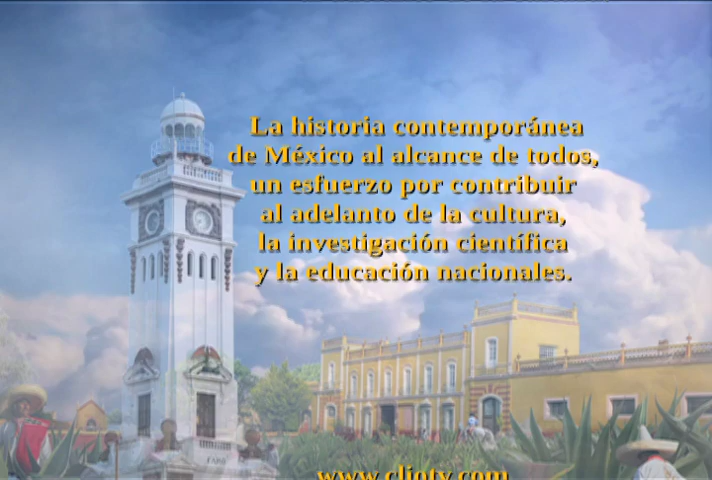 La historia contemporánea
de México al alcance de todos,
un esfuerzo por contribuir
al adelanto de la cultura,
la investigación científica
y la educación nacionales.
www.cliotv.com